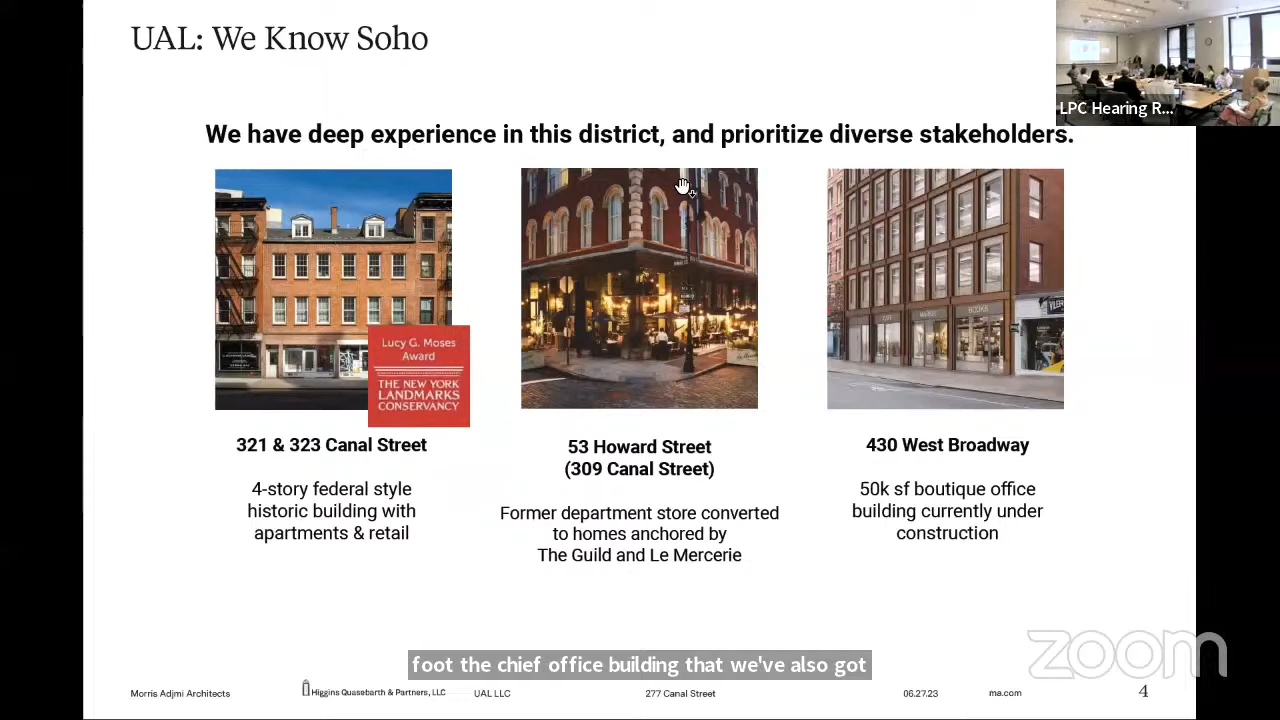 UAL: We Know Soho
LPC Hearing R...
We have deep experience in this district, and prioritize diverse stakeholders.
Lucy G. Moses
Award
THE NEW YORK
LANDMARKS
CONSERVANCY
321 & 323 Canal Street
4-story federal style
historic building with
apartments & retail
53 Howard Street
(309 Canal Street)
Former department store converted
to homes anchored by
The Guild and Le Mercerie
MARKET
BOOKS
430 West Broadway
50k sf boutique office
building currently under
construction
foot the chief office building that we've also got
zoom
Morris Adjmi Architects
Higgins Quasebarth & Partners, LLC
UAL LLC
277 Canal Street
06.27.23
ma.com
4